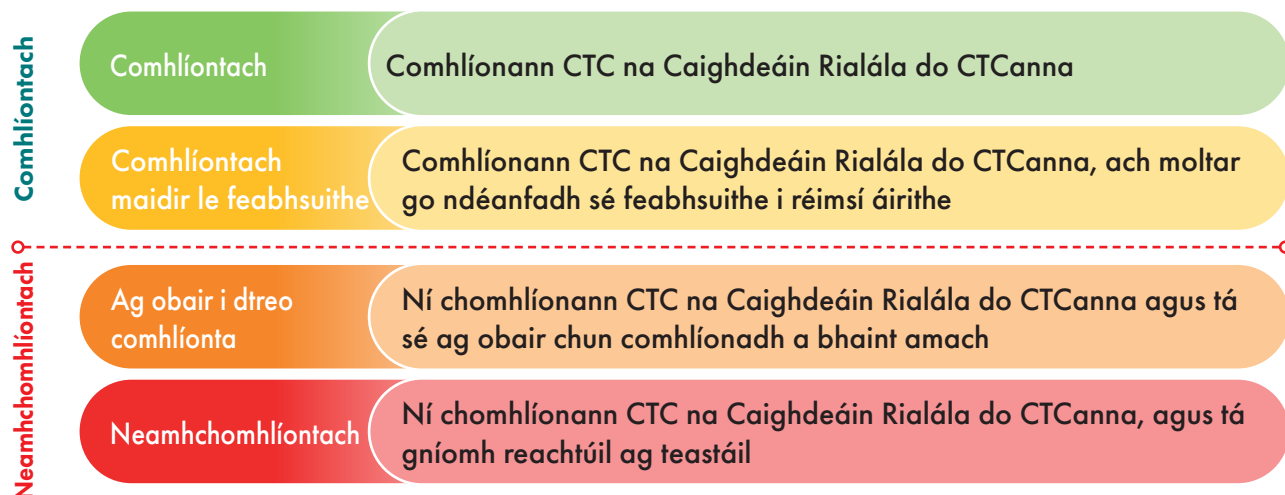 Comhlíontach
Comhlíontach
Comhlíonann CTC na Caighdeáin Rialála do CTCanna
Comhlíontach
maidir le feabhsuithe
Comhlíonann CTC na Caighdeáin Rialála do CTCanna, ach moltar
go ndéanfadh sé feabhsuithe i réimsí áirithe
Neamhchomhlíontach
Ag obair i dtreo
comhlíonta
Ní chomhlíonann CTC na Caighdeáin Rialála do CTCanna agus tá
sé ag obair chun comhlíonadh a bhaint amach
Neamhchomhlíontach
Ní chomhlíonann CTC na Caighdeáin Rialála do CTCanna, agus tá
gníomh reachtúil ag teastáil